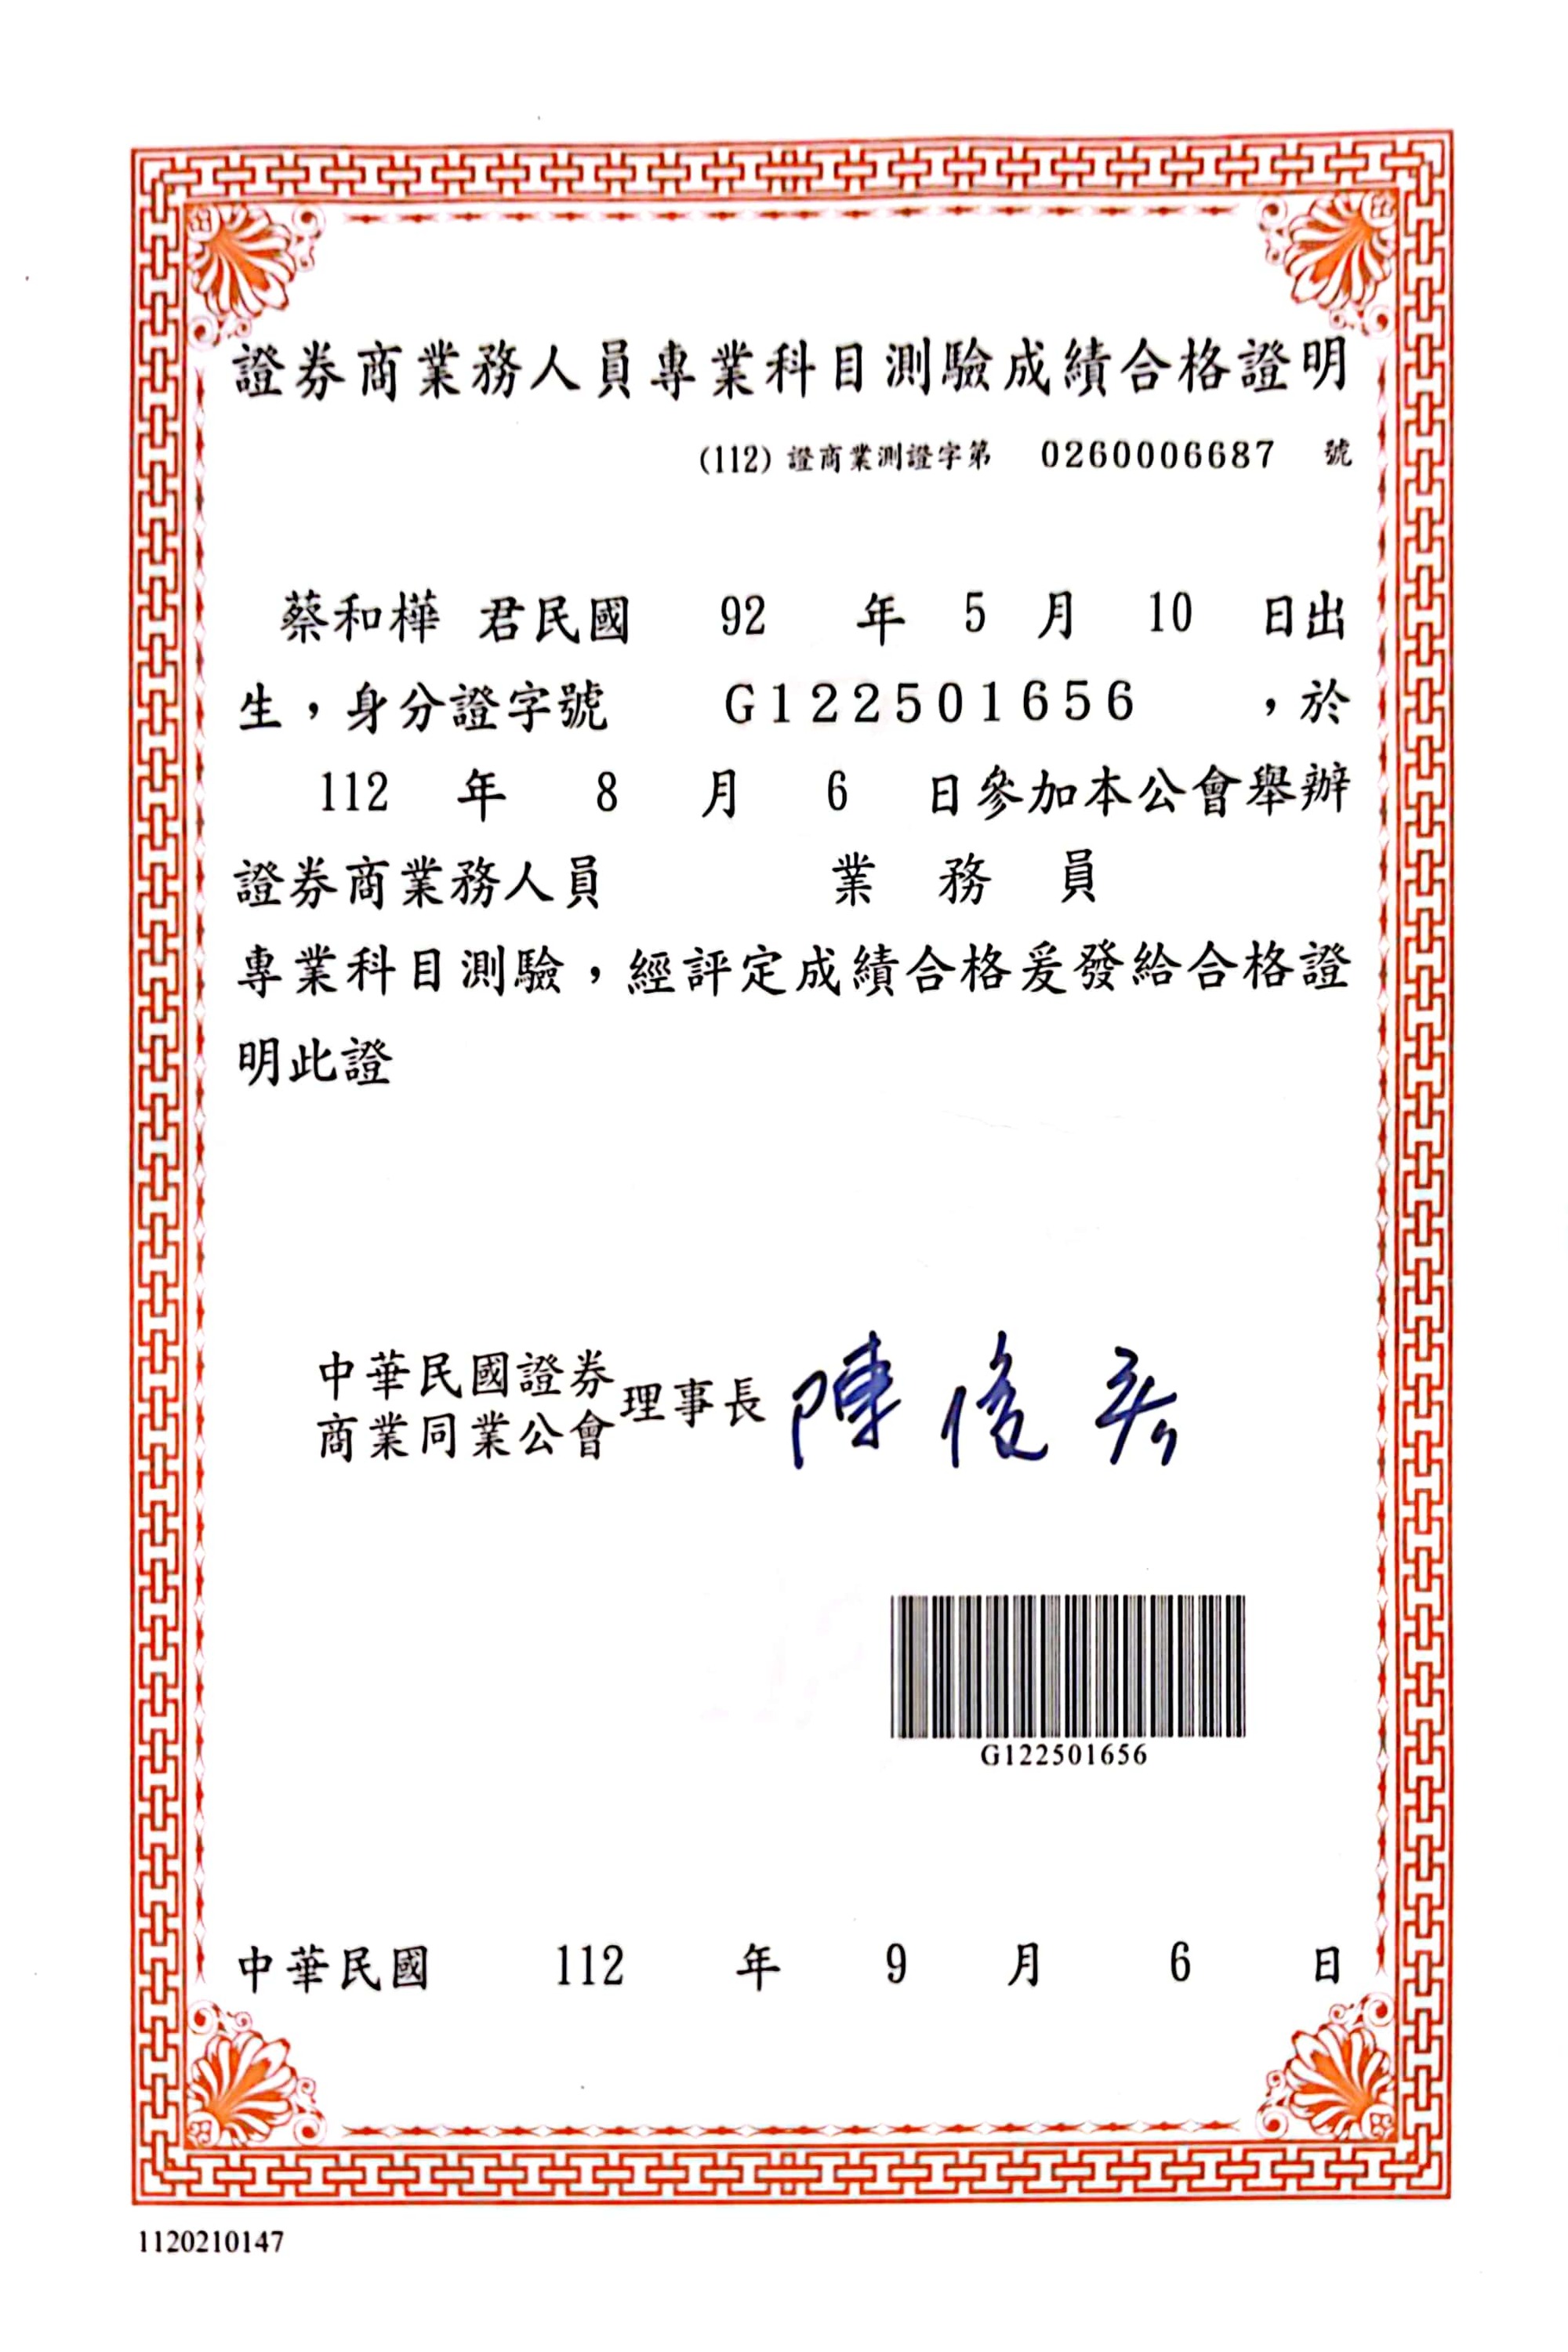 證券商業務人員專業科目測驗成績合格證明
(112) 證商業測證字第 0260006687 號
蔡和樺 君民國 92 年 5 月 10 日出
生,身分證字號 G122501656 ,於
112 年 8 月 6 日參加本公會舉辦
證券商業務人員 業務員
專業科目測驗,經評定成績合格爰發給合格證
明此證
中華民國證券
商業同業公會
理事長 陳俊宏
G122501656
中華民國 112 年 9 月 6 日
1120210147